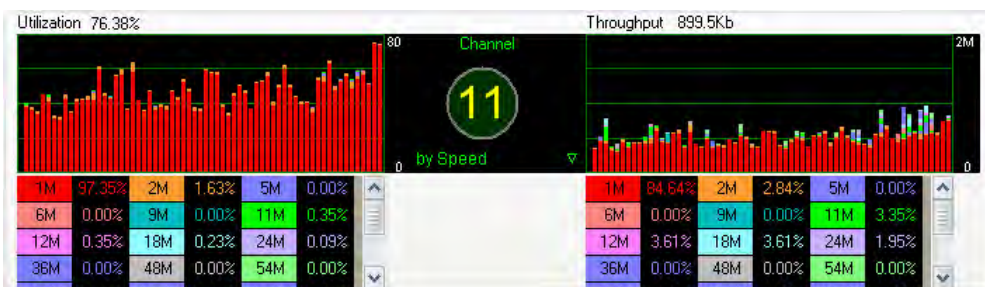 Utilization 76.38% Throughput 899.5Kb
80 Channel 2M
11
0 by Speed 0
1M 97.35% 2M 1.63% 5M 0.00% 1M 84.64% 2M 2.84% 5M 0.00%
6M 0.00% 9M 0.00% 11M 0.35% 6M 0.00% 9M 0.00% 11M 3.35%
12M 0.35% 18M 0.23% 24M 0.09% 12M 3.61% 18M 3.61% 24M 1.95%
36M 0.00% 48M 0.00% 54M 0.00% 36M 0.00% 48M 0.00% 54M 0.00%